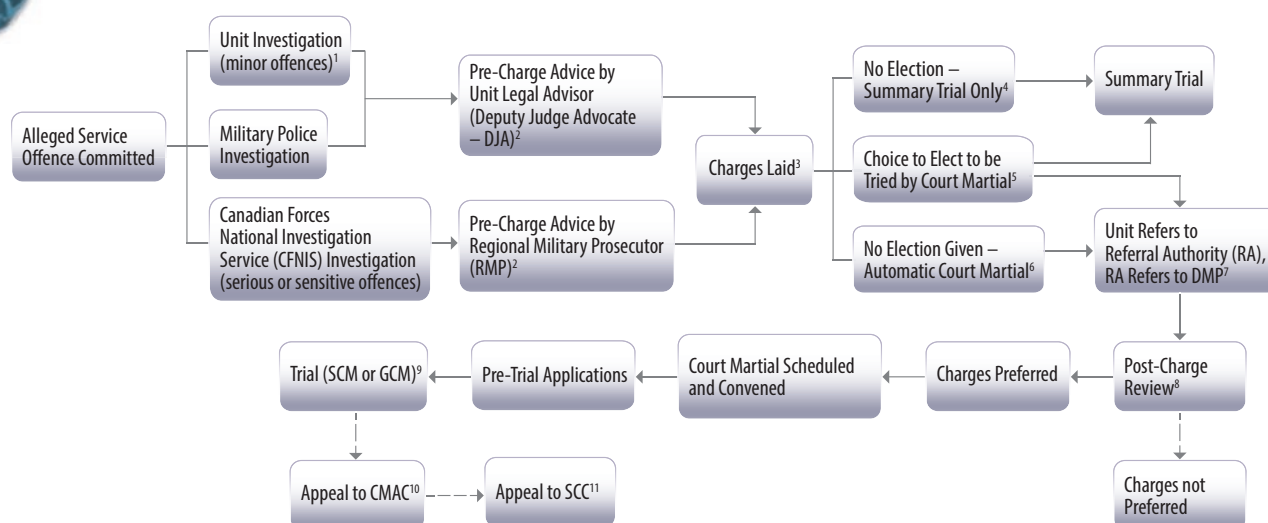 Alleged Service
Offence Committed
Unit Investigation
(minor offences)1
Military Police
Investigation
Canadian Forces
National Investigation
Service (CFNIS) Investigation
(serious or sensitive offences)
Pre-Charge Advice by
Unit Legal Advisor
(Deputy Judge Advocate
– DJA)2
Pre-Charge Advice by
Regional Military Prosecutor
(RMP)2
Charges Laid3
No Election –
Summary Trial Only4
Choice to Elect to be
Tried by Court Martial5
No Election Given –
Automatic Court Martial6
Summary Trial
Unit Refers to
Referral Authority (RA),
RA Refers to DMP7
Post-Charge
Review8
Charges not
Preferred
Charges Preferred
Court Martial Scheduled
and Convened
Pre-Trial Applications
Trial (SCM or GCM)9
Appeal to CMAC10
Appeal to SCC11